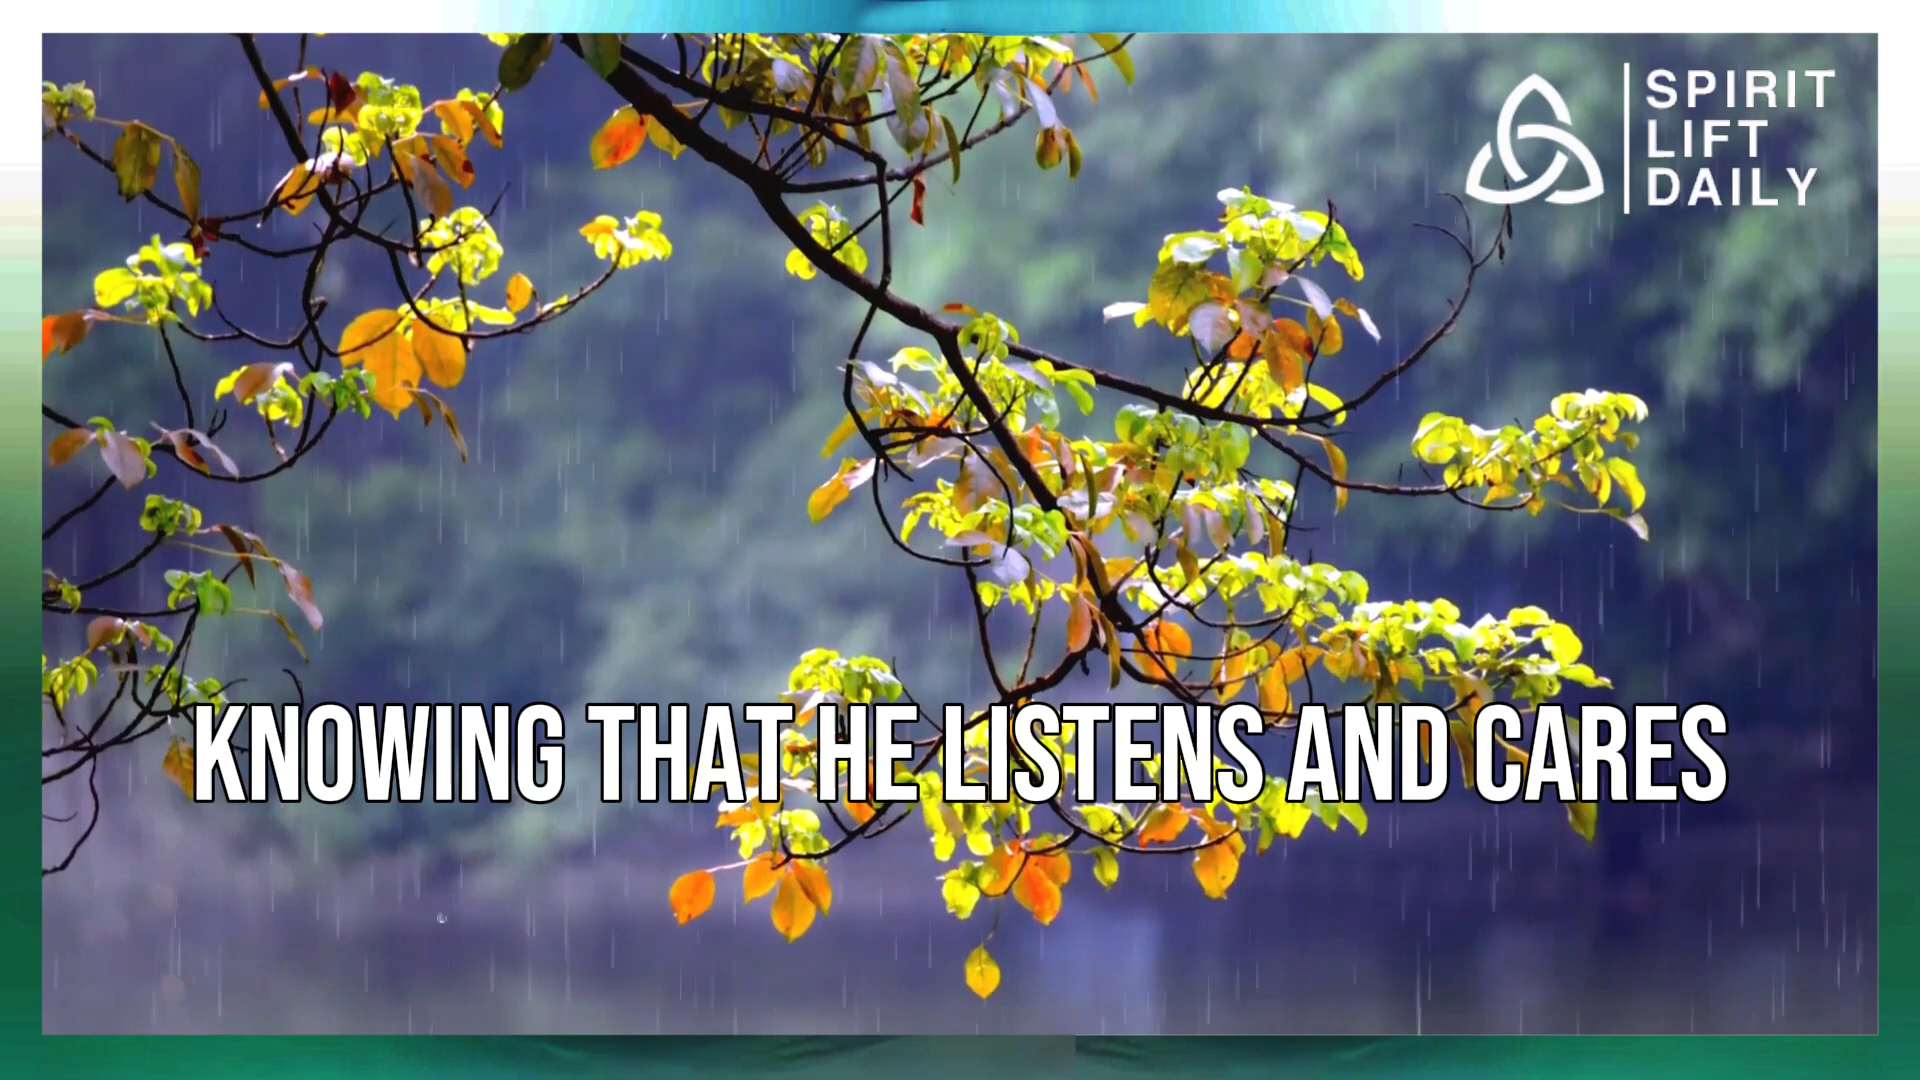 SPIRIT
LIFT
DAILY
KNOWING THAT HE LISTENS AND CARES